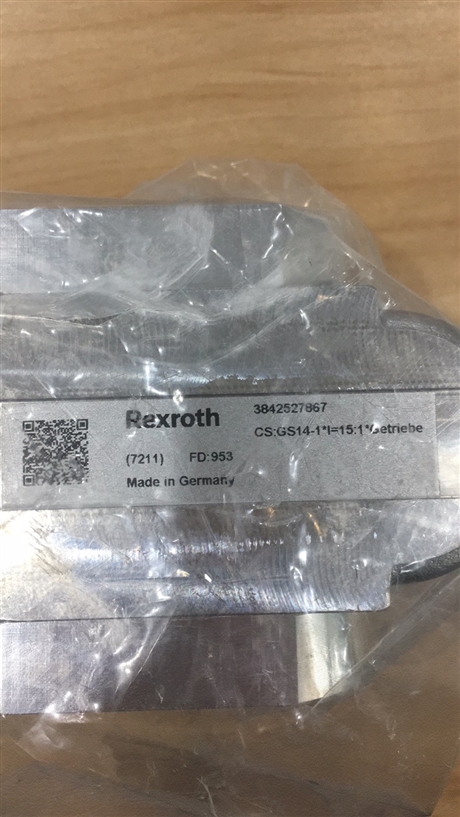 Rexroth
3842527867
CS:GS14-1*I=15:1*Getriebe
(7211) FD:953
Made in Germany